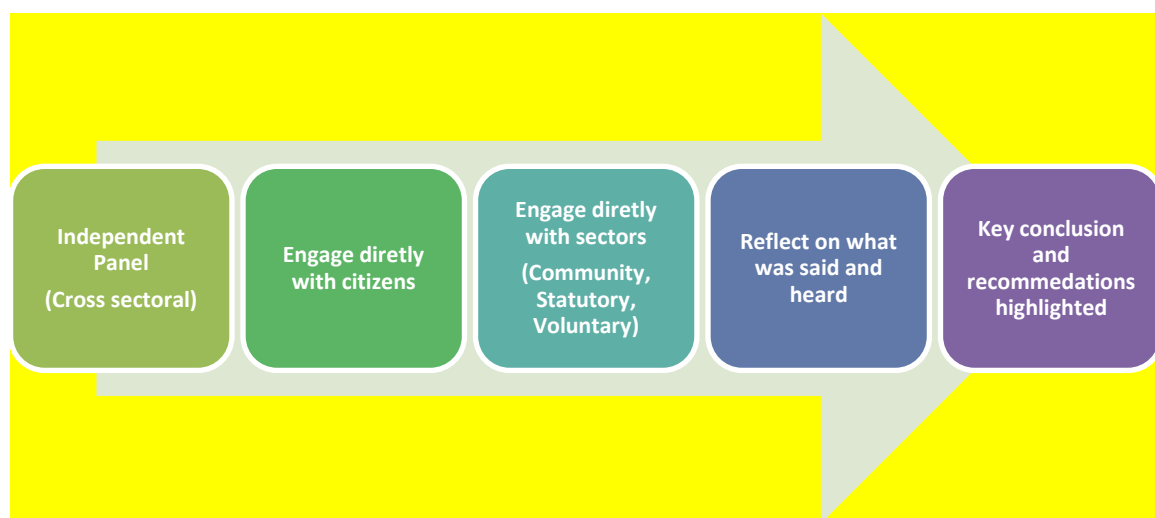 Independent
Panel
(Cross sectoral)
Engage diretly
with citizens
Engage diretly
with sectors
(Community,
Statutory,
Voluntary)
Reflect on what
was said and
heard
Key conclusion
and
recommedations
highlighted